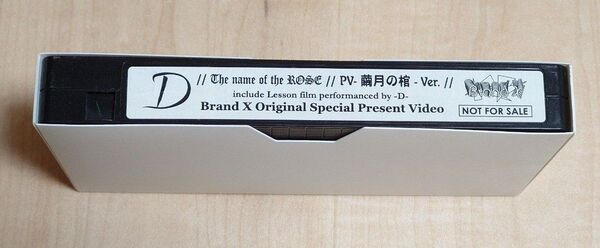 D
// The name of the ROSE // PV- 繭月の棺 - Ver. //
include Lesson film performanced by -D-
Brand X Original Special Present Video
NOT FOR SALE